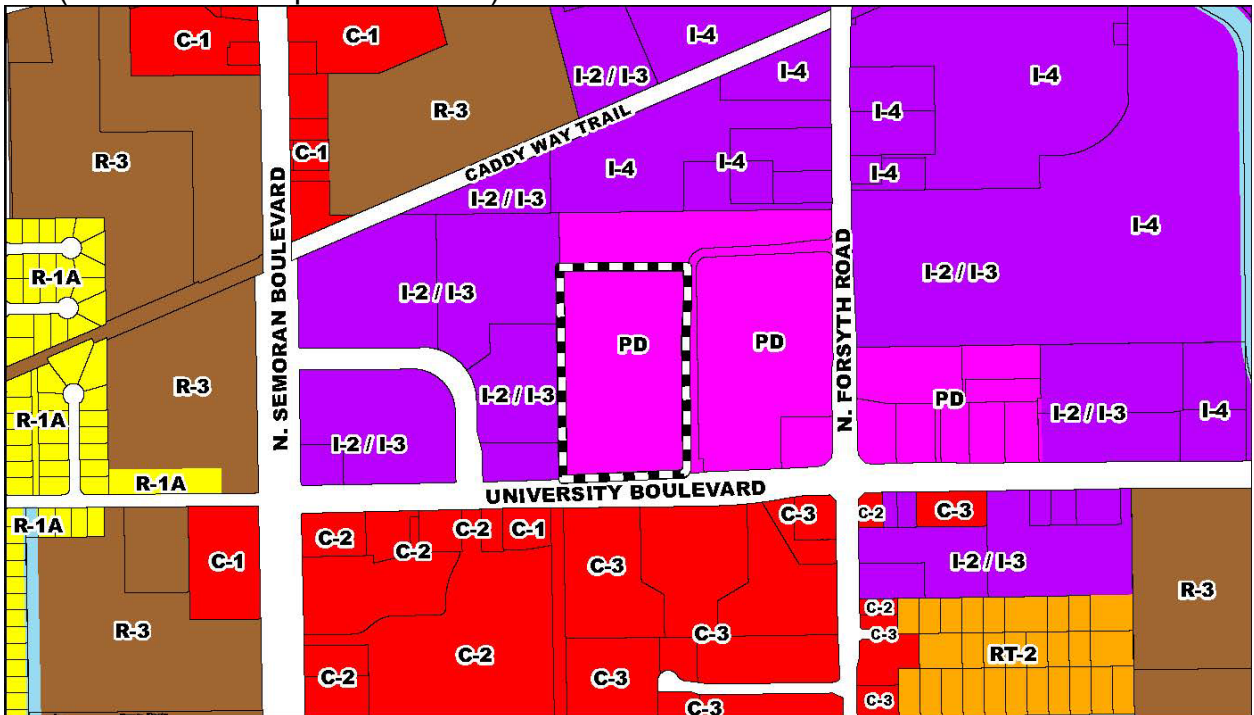 C-1
C-1
I-4
I-2 / I-3
I-4
I-4
R-3
I-4
R-3
C-1
CADDY WAY TRAIL
I-4
I-4
I-4
I-2 / I-3
N. SEMORAN BOULEVARD
I-4
R-1A
I-2 / I-3
I-2 / I-3
N. FORSYTH ROAD
PD
PD
R-3
I-2 / I-3
PD
R-1A
I-2 / I-3
I-2 / I-3
I-4
R-1A
UNIVERSITY BOULEVARD
R-1A
C-2
C-2
C-2
C-1
C-3
C-2
C-3
C-1
C-3
I-2 / I-3
R-3
R-3
C-2
C-3
C-3
C-2
RT-2
C-2
C-3
C-3
C-3